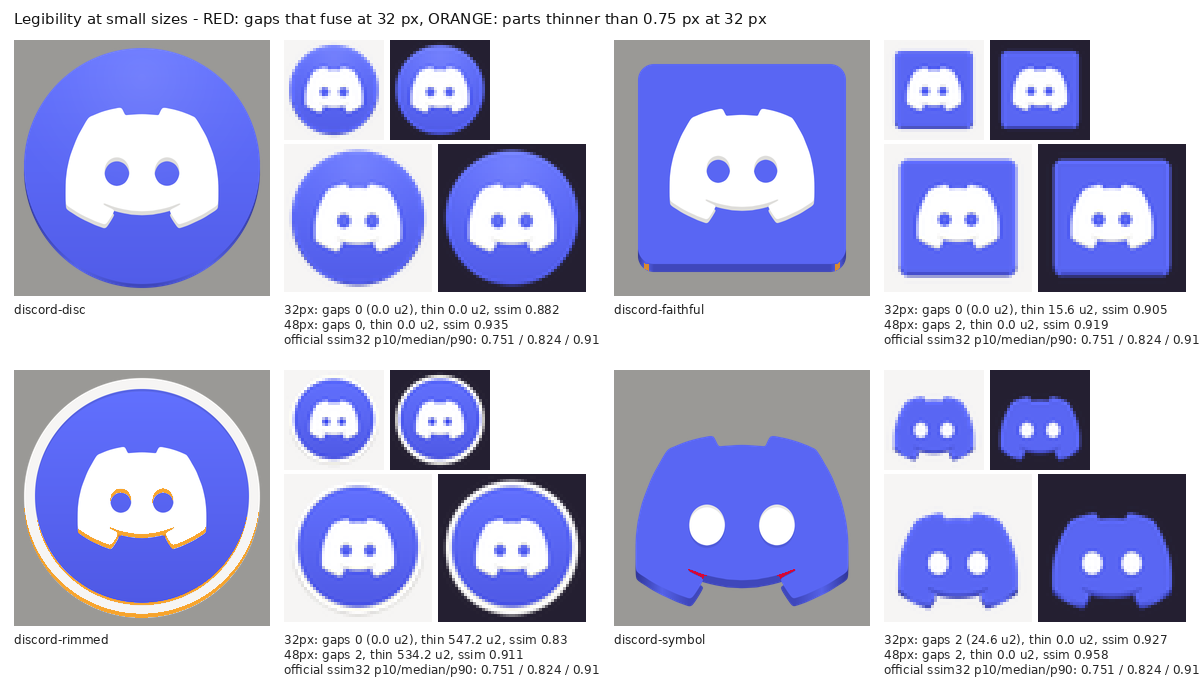 Legibility at small sizes - RED: gaps that fuse at 32 px, ORANGE: parts thinner than 0.75 px at 32 px
discord-disc
32px: gaps 0 (0.0 u2), thin 0.0 u2, ssim 0.882
48px: gaps 0, thin 0.0 u2, ssim 0.935
official ssim32 p10/median/p90: 0.751 / 0.824 / 0.91
discord-faithful
32px: gaps 0 (0.0 u2), thin 15.6 u2, ssim 0.905
48px: gaps 2, thin 0.0 u2, ssim 0.919
official ssim32 p10/median/p90: 0.751 / 0.824 / 0.91
discord-rimmed
32px: gaps 0 (0.0 u2), thin 547.2 u2, ssim 0.83
48px: gaps 2, thin 534.2 u2, ssim 0.911
official ssim32 p10/median/p90: 0.751 / 0.824 / 0.91
discord-symbol
32px: gaps 2 (24.6 u2), thin 0.0 u2, ssim 0.927
48px: gaps 2, thin 0.0 u2, ssim 0.958
official ssim32 p10/median/p90: 0.751 / 0.824 / 0.91